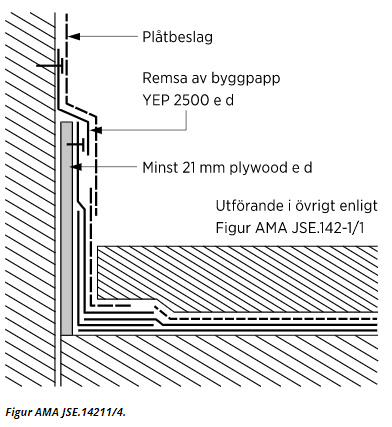 Plåtbeslag
Remsa av byggpapp
YEP 2500 e d
Minst 21 mm plywood e d
Utförande i övrigt enligt
Figur AMA JSE.142-1/1
Figur AMA JSE.14211/4.